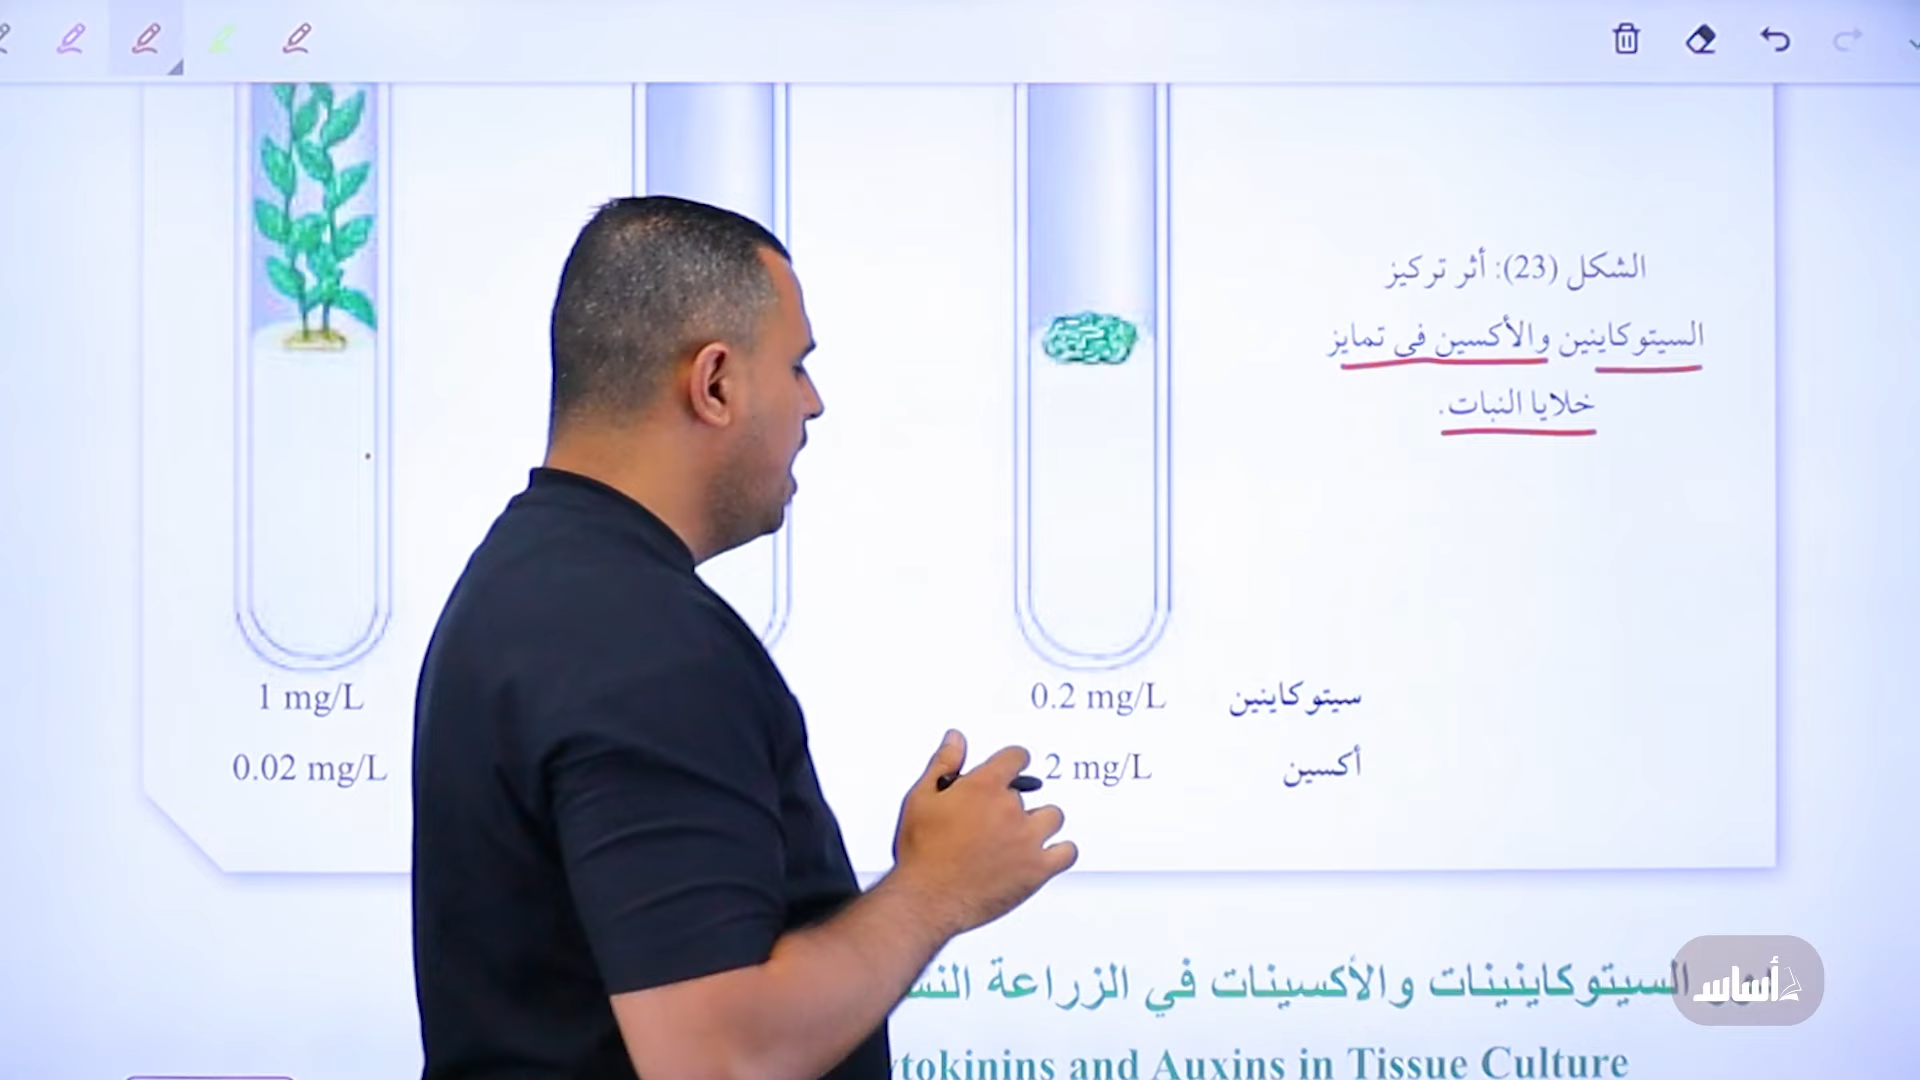 الشكل (23): أثر تركيز
السيتوكاينين والأكسين في تمايز
خلايا النبات.
سيتوكاينين 0.2 mg/L 1 mg/L
أكسين 2 mg/L 0.02 mg/L
السيتوكاينينات والأكسينات في الزراعة
and Auxins in Tissue Culture
أساس